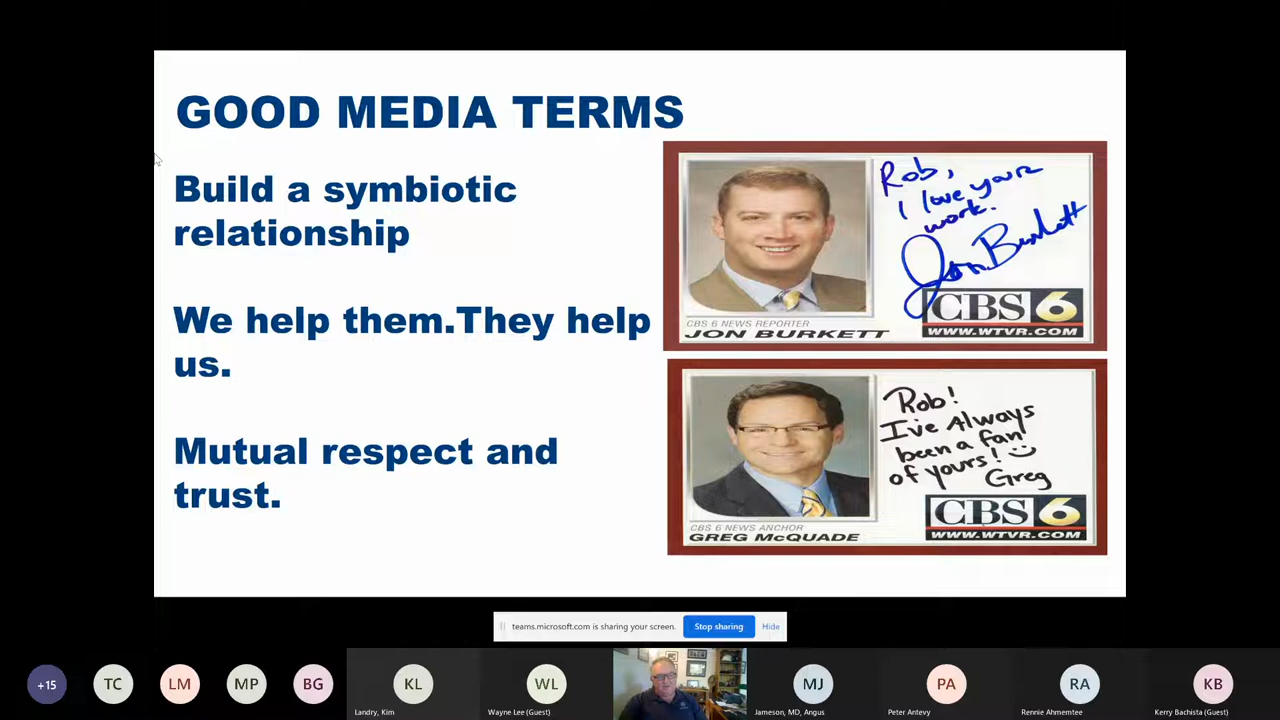 GOOD MEDIA TERMS
Build a symbiotic
relationship
We help them.They help
us.
Mutual respect and
trust.
Rob,
I love your
work.
Jon Burkett
CBS 6
WWW.WTVR.COM
CBS 6 NEWS REPORTER
JON BURKETT
Rob!
I've Always
been a fan
of yours!
Greg
CBS 6
WWW.WTVR.COM
CBS 6 NEWS ANCHOR
GREG McQUADE
teams.microsoft.com is sharing your screen.
Stop sharing
Hide
+15
TC
LM
MP
BG
KL
Landry, Kim
WL
Wayne Lee (Guest)
MJ
Jameson, MD, Angus
PA
Peter Antevy
RA
Rennie Ahmemtee
KB
Kerry Bachista (Guest)